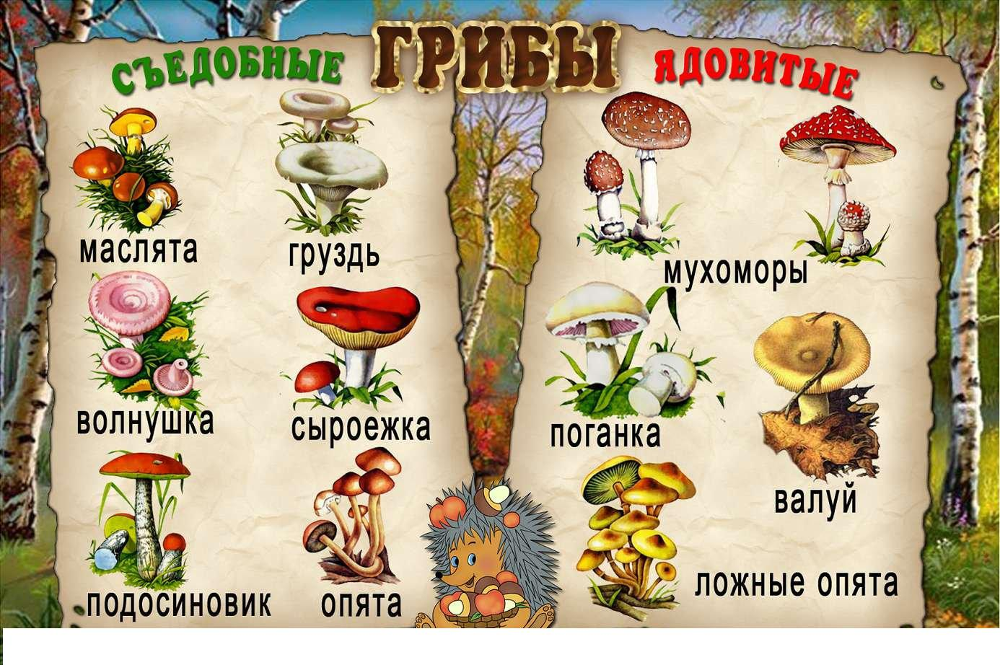 ГРИБЫ
СЪЕДОБНЫЕ
маслята
груздь
волнушка
сыроежка
подосиновик
опята
ЯДОВИТЫЕ
мухоморы
поганка
валуй
ложные опята